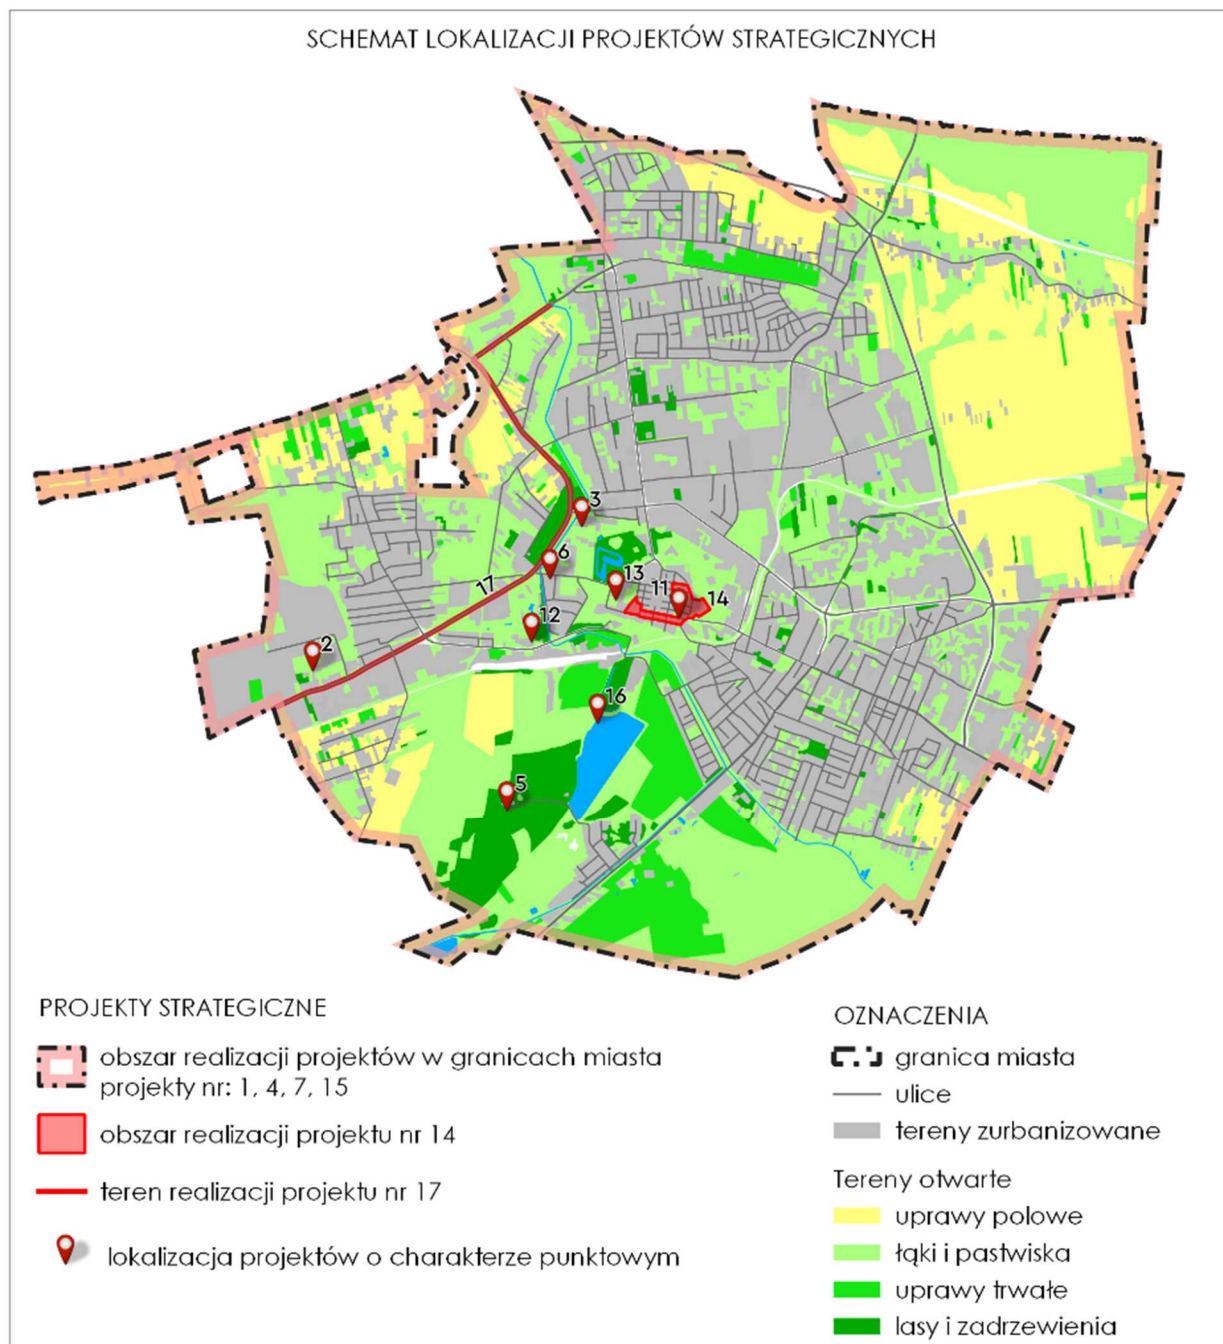 SCHEMAT LOKALIZACJI PROJEKTÓW STRATEGICZNYCH
3
6
17
13
11
14
12
2
16
5
PROJEKTY STRATEGICZNE
obszar realizacji projektów w granicach miasta
projekty nr: 1, 4, 7, 15
obszar realizacji projektu nr 14
teren realizacji projektu nr 17
lokalizacja projektów o charakterze punktowym
OZNACZENIA
granica miasta
ulice
tereny zurbanizowane
Tereny otwarte
uprawy polowe
łąki i pastwiska
uprawy trwałe
lasy i zadrzewienia